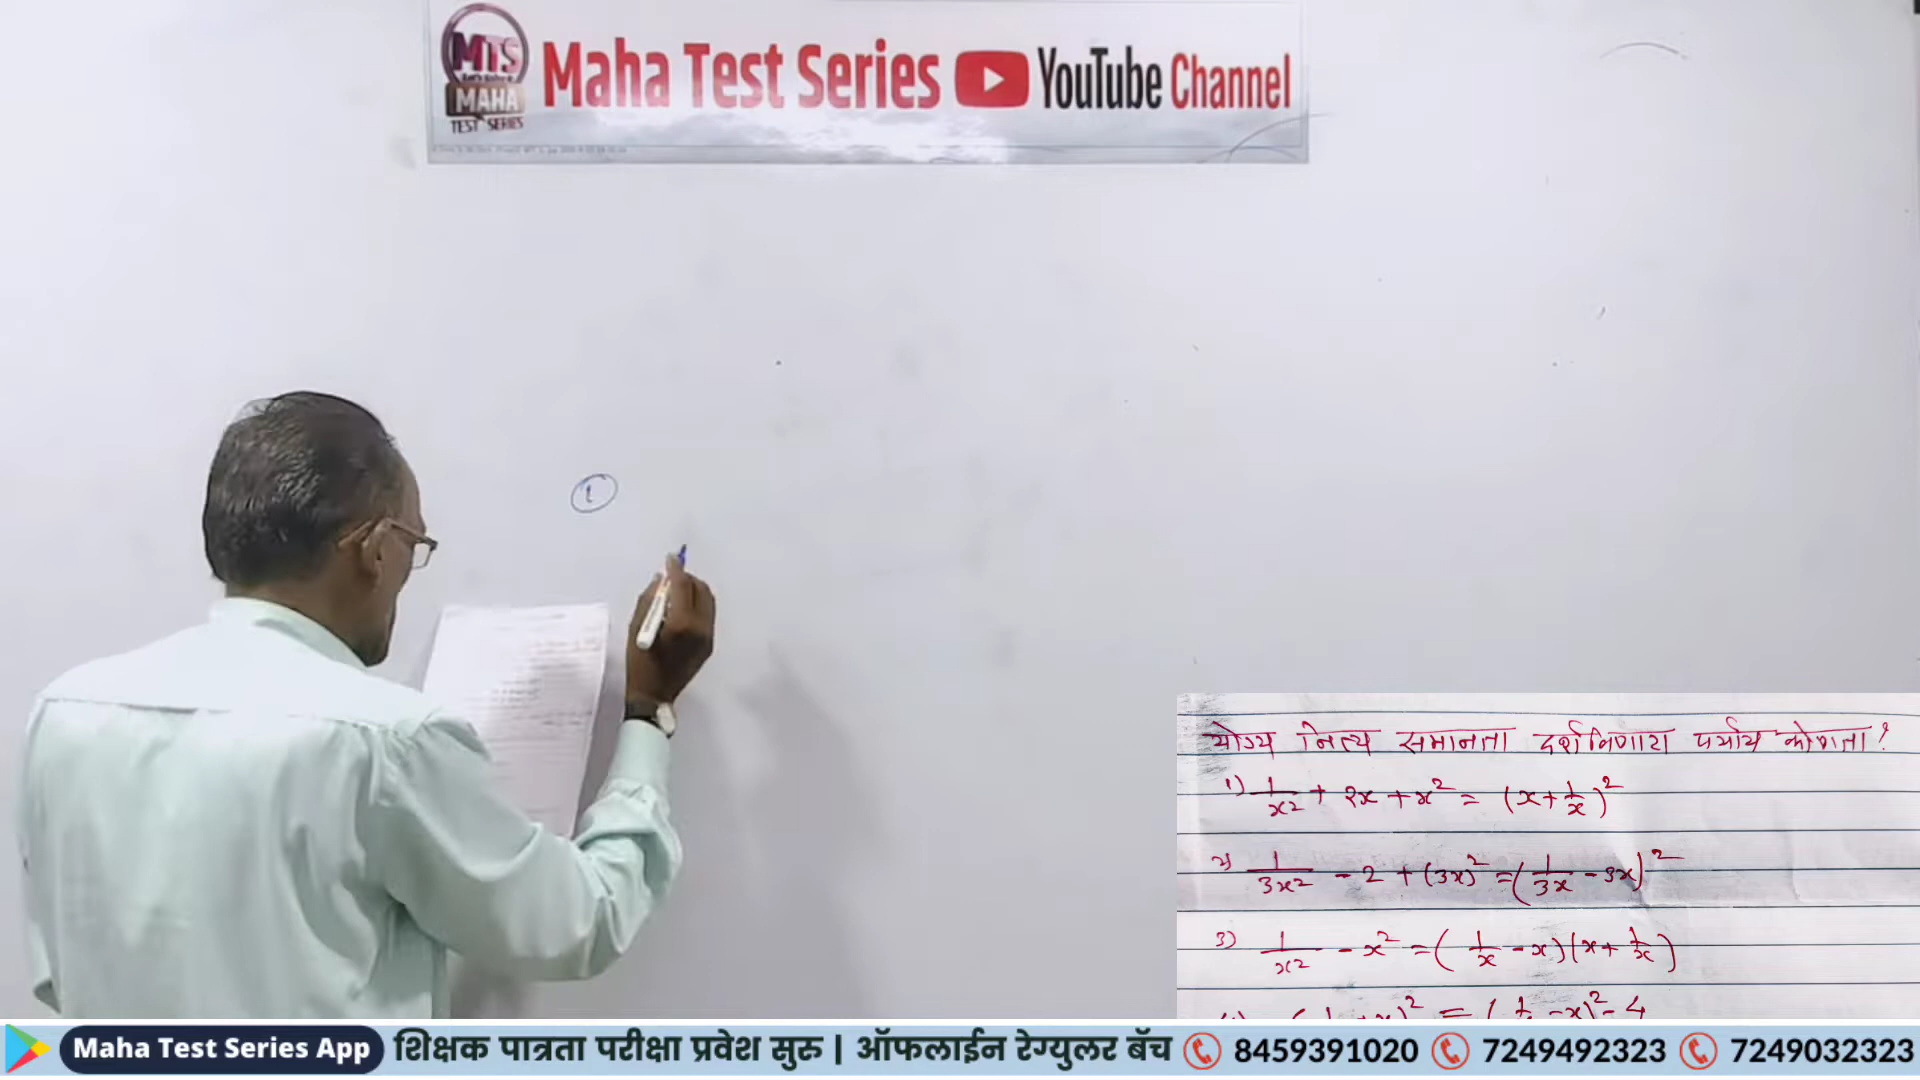 MTS
MAHA
TEST SERIES
Maha Test Series YouTube Channel
1
योग्य नित्य समानता दर्शविणारा पर्याय कोणता?
१) 1/x² + 2x + x² = (x + 1/x)²
२) 1/3x² - 2 + (3x)² = (1/3x - 3x)²
3) 1/x² - x² = (1/x - x)(x + 1/x)
Maha Test Series App शिक्षक पात्रता परीक्षा प्रवेश सुरु | ऑफलाईन रेग्युलर बॅच 8459391020 7249492323 7249032323